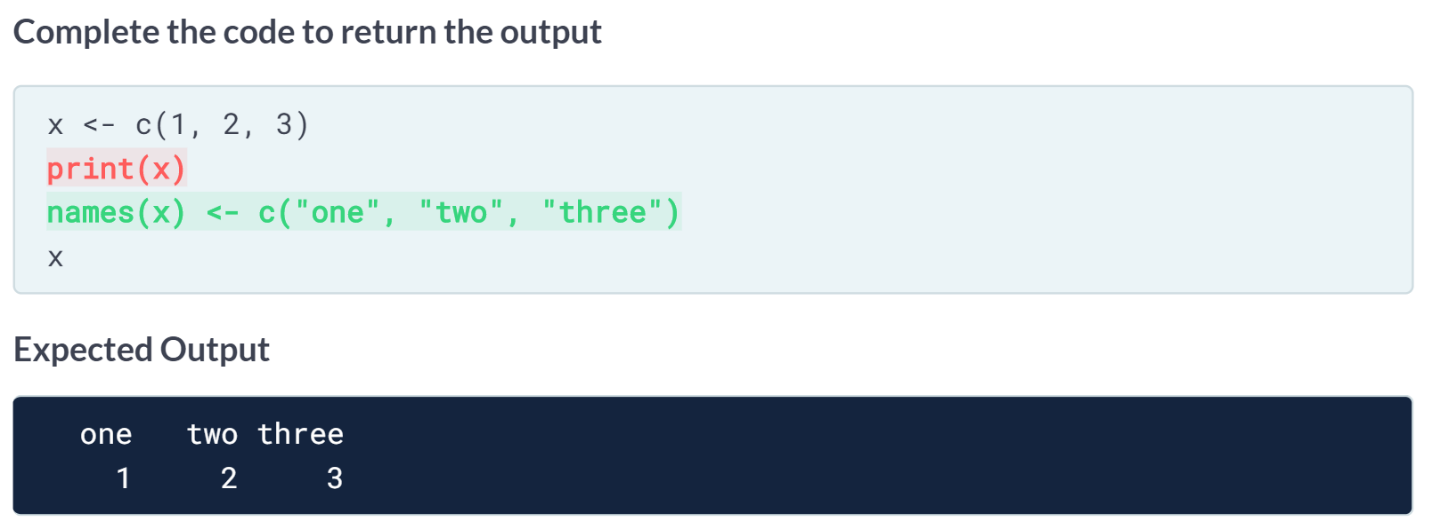 Complete the code to return the output
x <- c(1, 2, 3)
print(x)
names(x) <- c("one", "two", "three")
x
Expected Output
one two three
1 2 3